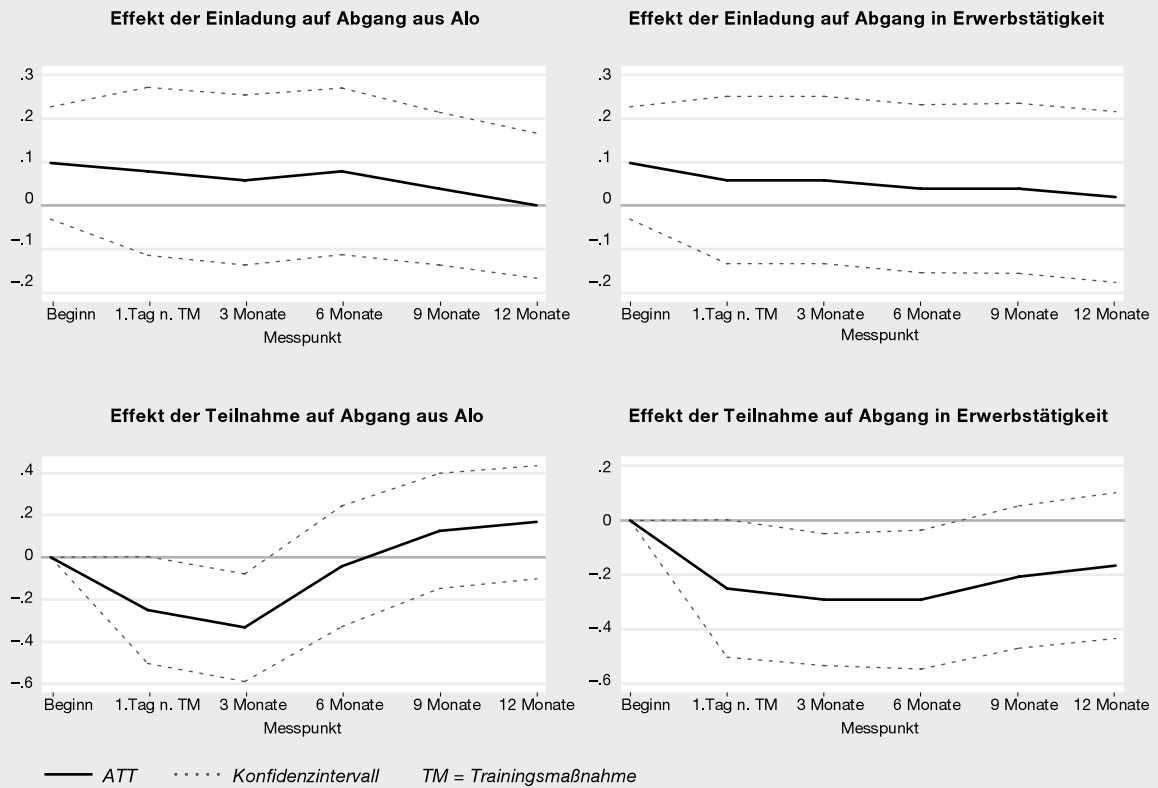 Effekt der Einladung auf Abgang aus Alo
.3
.2
.1
0
−.1
−.2
Beginn 1.Tag n. TM 3 Monate 6 Monate 9 Monate 12 Monate
Messpunkt
Effekt der Einladung auf Abgang in Erwerbstätigkeit
.3
.2
.1
0
−.1
−.2
Beginn 1.Tag n. TM 3 Monate 6 Monate 9 Monate 12 Monate
Messpunkt
Effekt der Teilnahme auf Abgang aus Alo
.4
.2
0
−.2
−.4
−.6
Beginn 1.Tag n. TM 3 Monate 6 Monate 9 Monate 12 Monate
Messpunkt
Effekt der Teilnahme auf Abgang in Erwerbstätigkeit
.2
0
−.2
−.4
−.6
Beginn 1.Tag n. TM 3 Monate 6 Monate 9 Monate 12 Monate
Messpunkt
ATT Konfidenzintervall TM = Trainingsmaßnahme